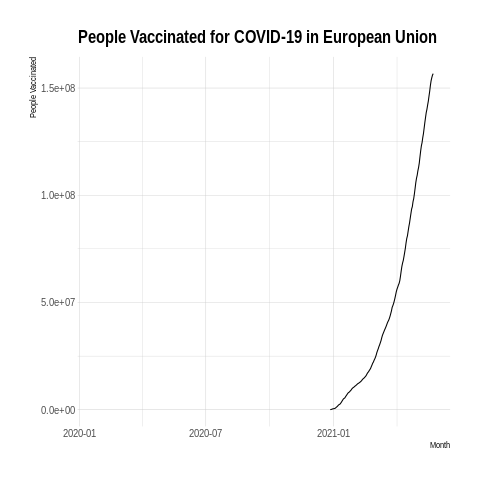 People Vaccinated for COVID-19 in European Union
People Vaccinated
1.5e+08
1.0e+08
5.0e+07
0.0e+00
2020-01
2020-07
2021-01
Month